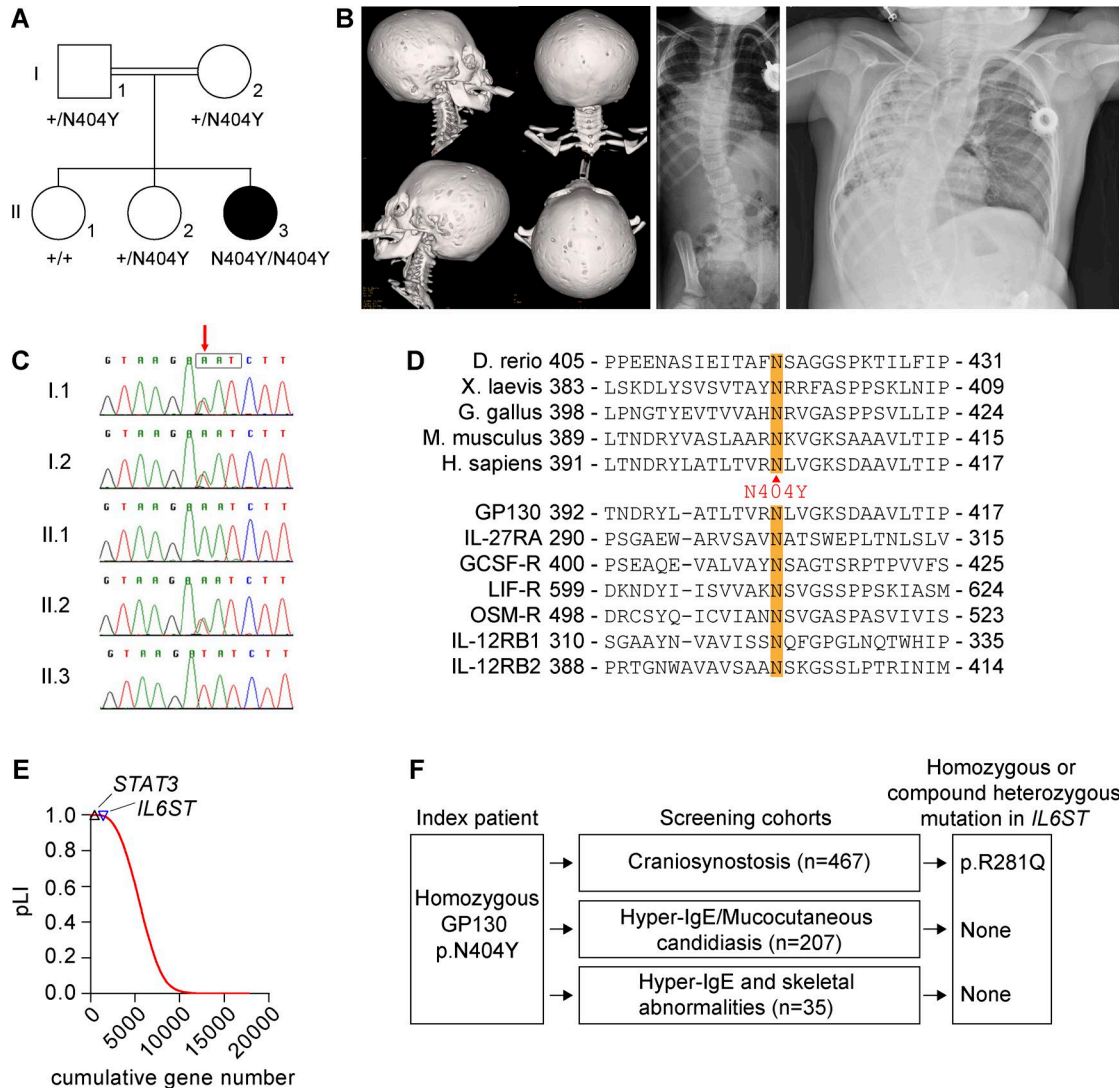 A
I
1
2
+/N404Y
+/N404Y
II
1
2
3
+/+
+/N404Y
N404Y/N404Y
B
C
G T A A G A A A T C T T
I.1
G T A A G A A A T C T T
I.2
G T A A G A A A T C T T
II.1
G T A A G A A A T C T T
II.2
G T A A G A T A T C T T
II.3
D
D. rerio 405 - PPEENASIEITAFNSAGGSPKTILFIP - 431
X. laevis 383 - LSKDLYSVSVTAYNRRFASPPSKLNIP - 409
G. gallus 398 - LPNGTYEVTVVAHNRVGASPPSVLLIP - 424
M. musculus 389 - LTNDRYVASLAARNKVGKSAAAVLTIP - 415
H. sapiens 391 - LTNDRYLATLTVRNLVGKSDAAVLTIP - 417
N404Y
GP130 392 - TNDRYL-ATLTVRNLVGKSDAAVLTIP - 417
IL-27RA 290 - PSGAEW-ARVSAVNATSWEPLTNLSLV - 315
GCSF-R 400 - PSEAQE-VALVAYNSAGTSRPTPVVFS - 425
LIF-R 599 - DKNDYI-ISVVAKNSVGSSPPSKIASM - 624
OSM-R 498 - DRCSYQ-ICVIANNSVGASPASVIVIS - 523
IL-12RB1 310 - SGAAYN-VAVISSNQFGPGLNQTWHIP - 335
IL-12RB2 388 - PRTGNWAVAVSAANSKGSSLPTRINIM - 414
E
STAT3
IL6ST
pLI
1.0
0.8
0.6
0.4
0.2
0.0
0
5000
10000
15000
20000
cumulative gene number
F
Index patient
Homozygous
GP130
p.N404Y
Screening cohorts
Craniosynostosis (n=467)
Hyper-IgE/Mucocutaneous
candidiasis (n=207)
Hyper-IgE and skeletal
abnormalities (n=35)
Homozygous or
compound heterozygous
mutation in IL6ST
p.R281Q
None
None